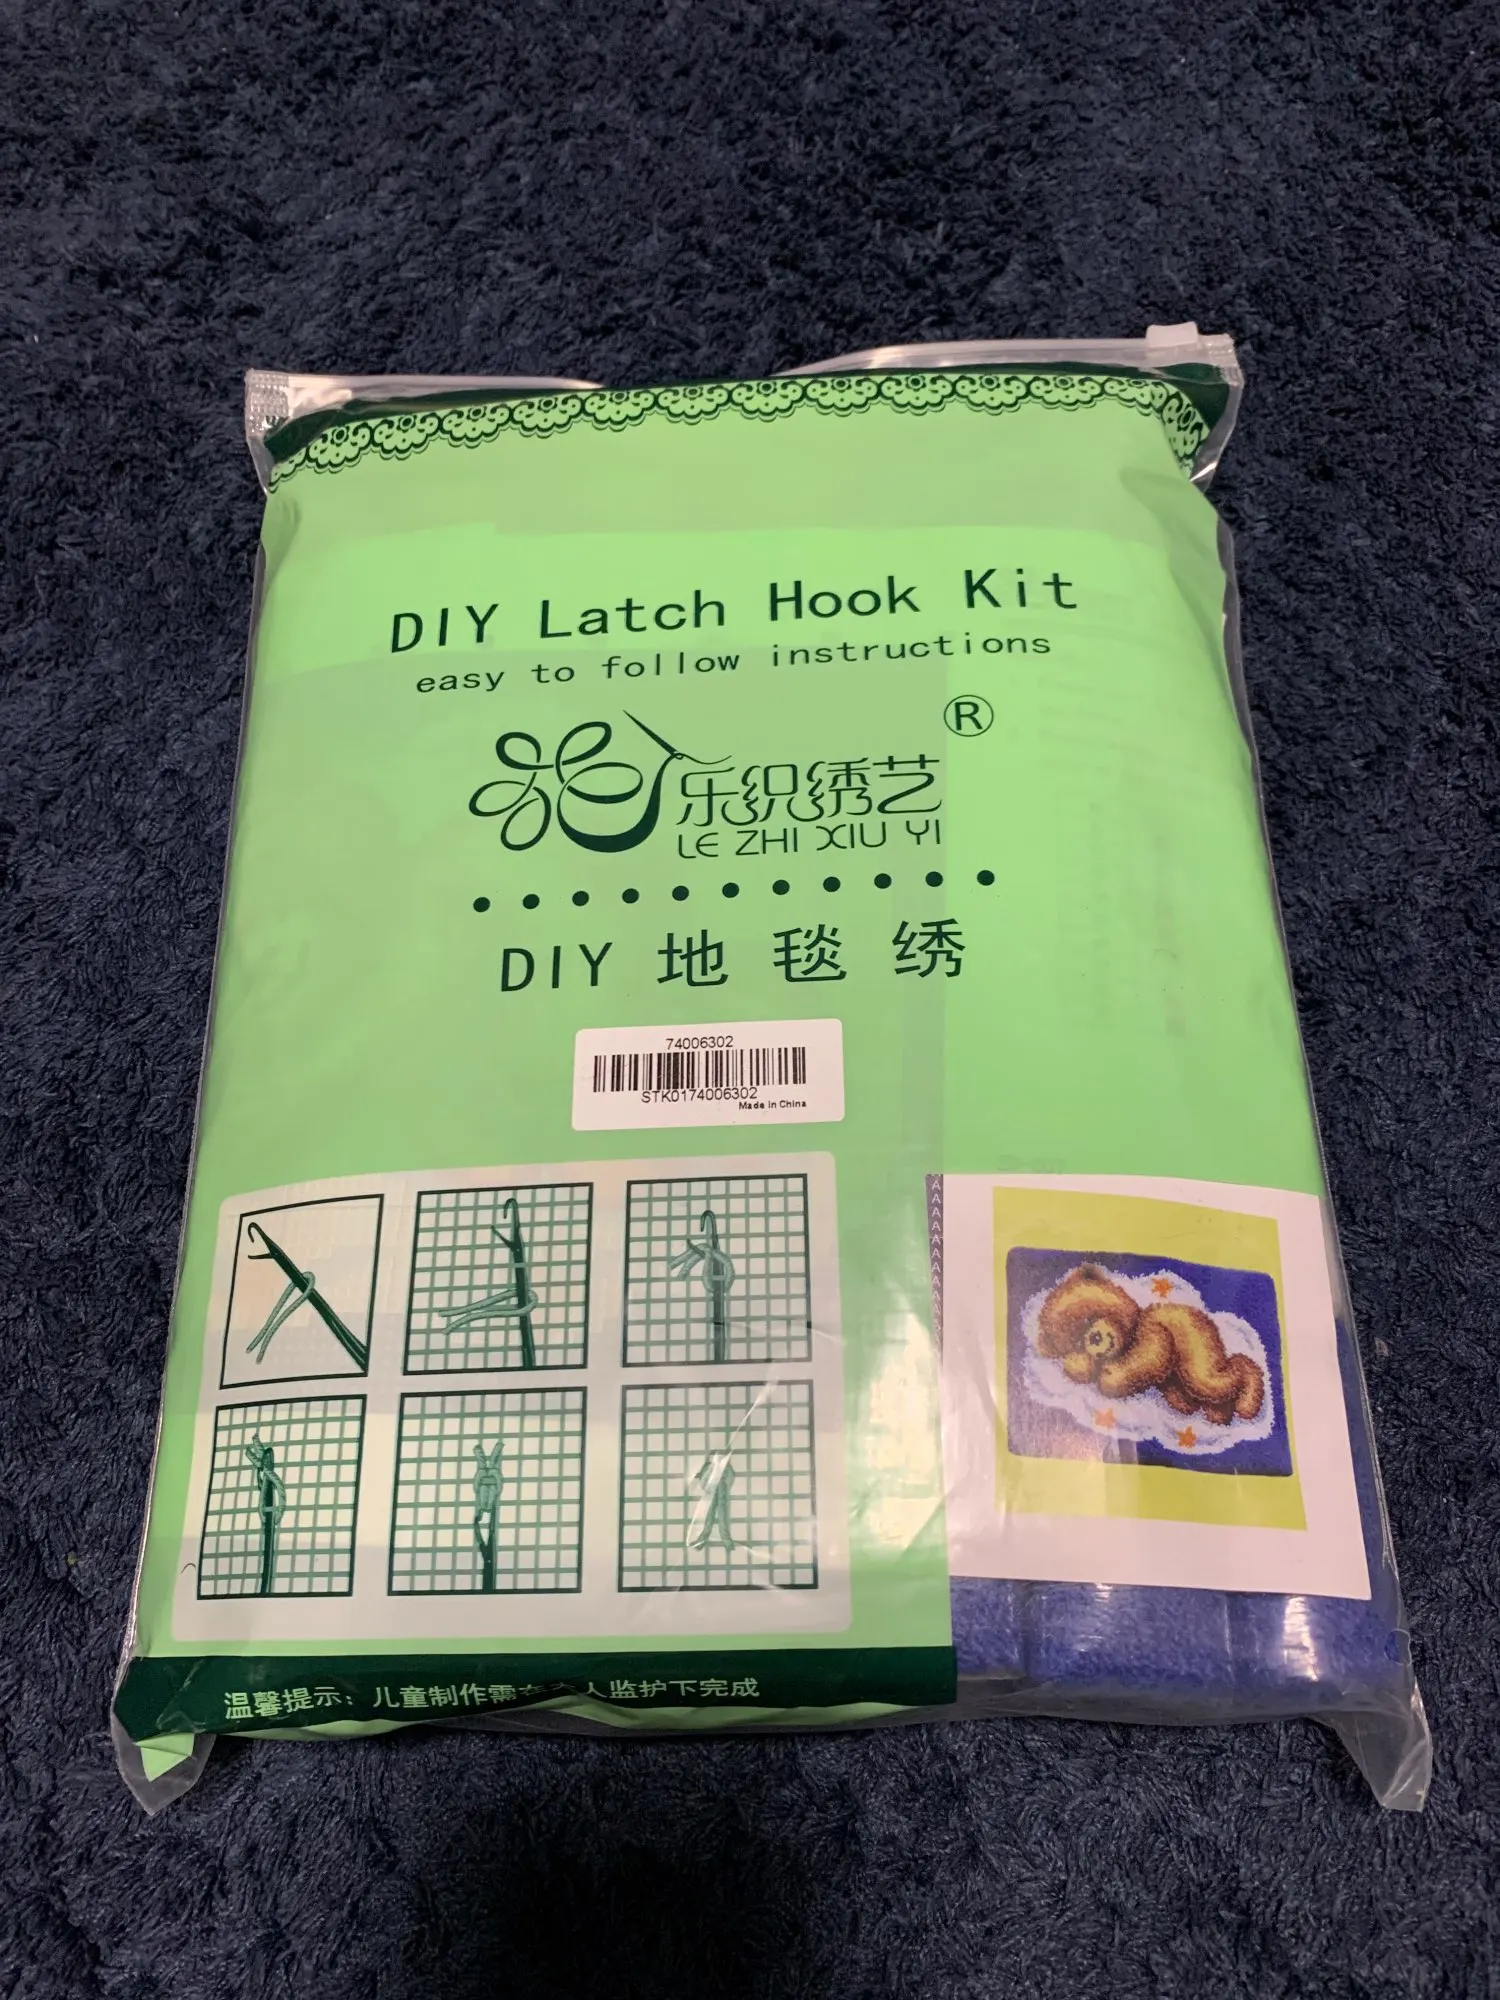 DIY Latch Hook Kit
easy to follow instructions
®
乐织绣艺
LE ZHI XIU YI
DIY 地 毯 绣
74006302
STK0174006302
Made In China
AAAAAAAAAA
温馨提示：儿童制作需 人监护下完成